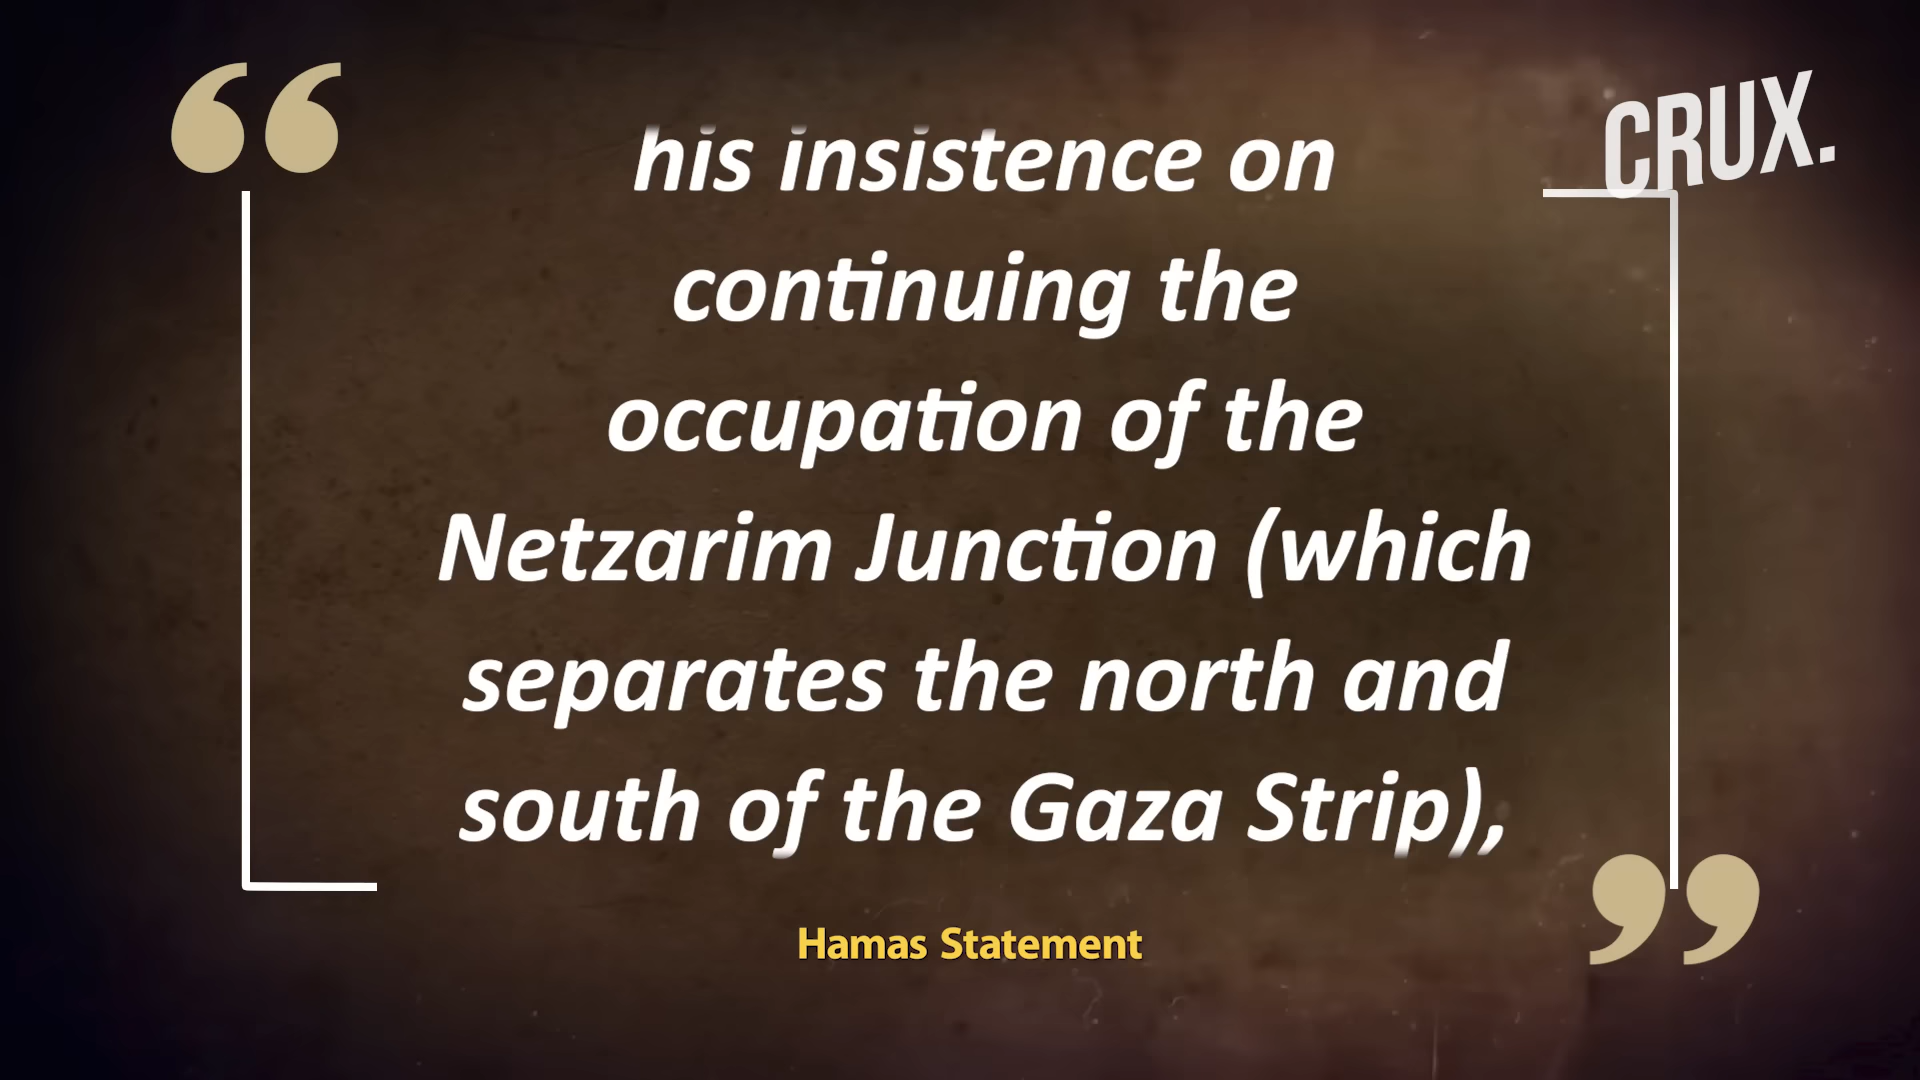 CRUX.
his insistence on
continuing the
occupation of the
Netzarim Junction (which
separates the north and
south of the Gaza Strip),
Hamas Statement